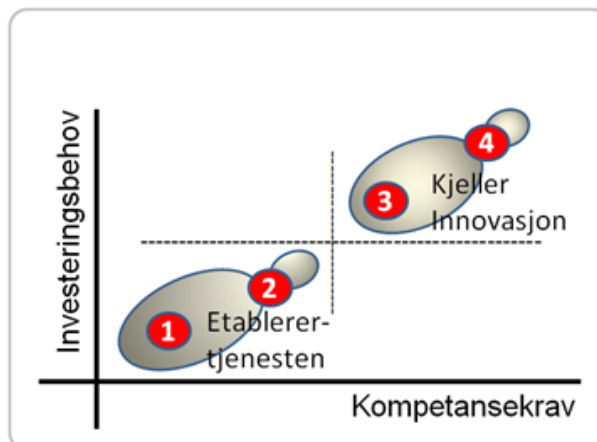 Investeringsbehov
4
3
Kjeller
Innovasjon
2
1
Etablerer-
tjenesten
Kompetansekrav